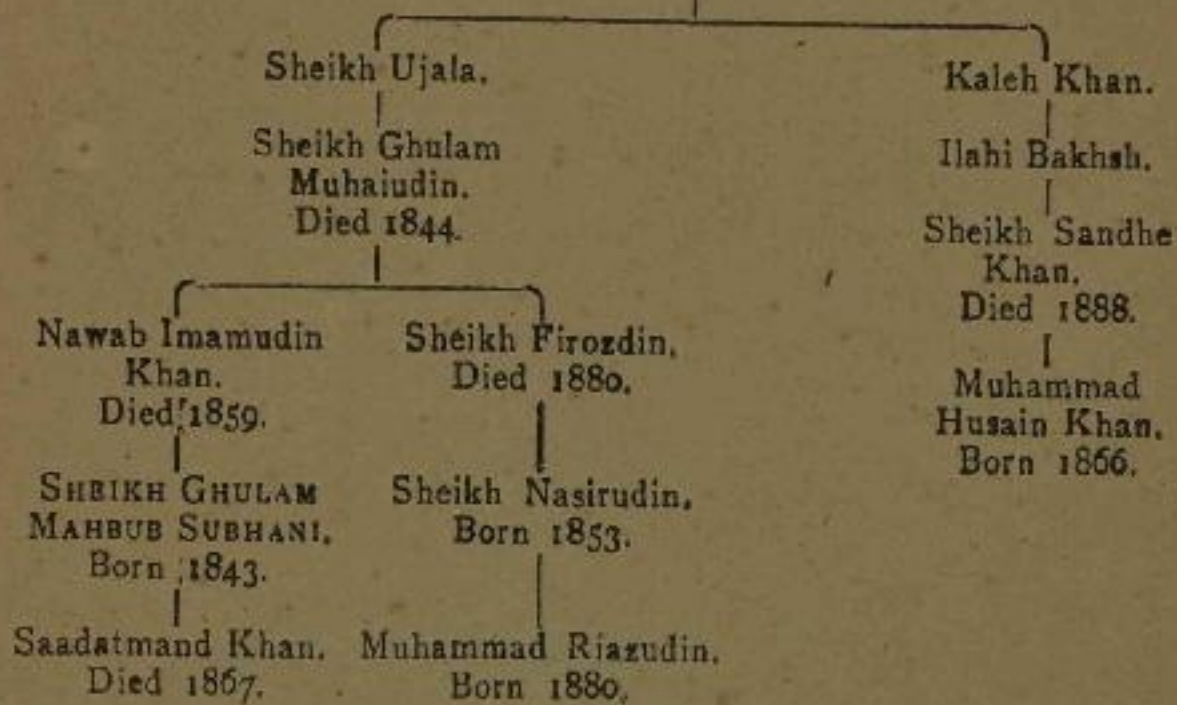 Sheikh Ujala.
Kaleh Khan.
Sheikh Ghulam
Muhaiudin.
Died 1844.
Ilahi Bakhsh.
Sheikh Sandhe
Khan.
Died 1888.
Nawab Imamudin
Khan.
Died 1859.
Sheikh Firozdin.
Died 1880.
Muhammad
Husain Khan.
Born 1866.
SHEIKH GHULAM
MAHBUB SUBHANI.
Born 1843.
Sheikh Nasirudin.
Born 1853.
Saadatmand Khan.
Died 1867.
Muhammad Riazudin.
Born 1880.